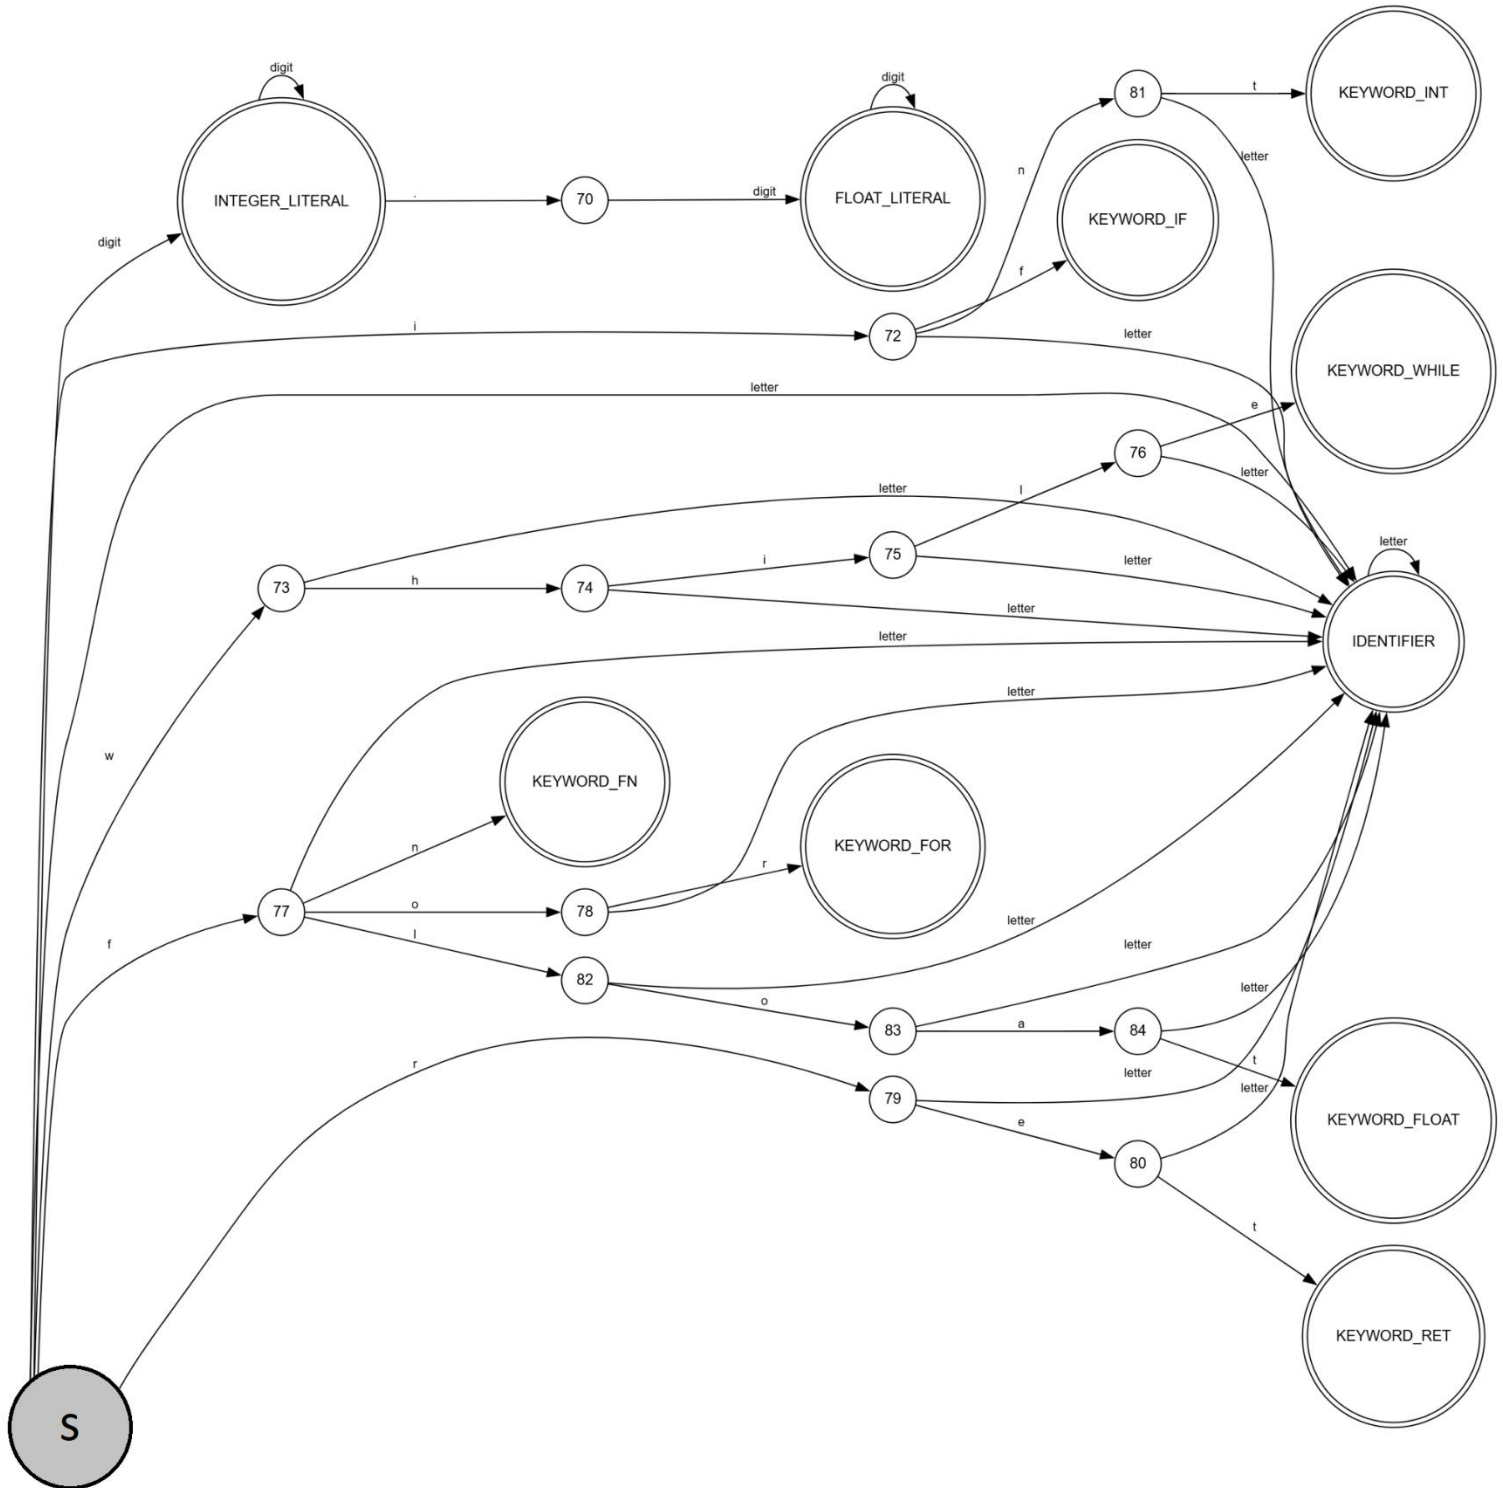 digit
digit
81
t
KEYWORD_INT
INTEGER_LITERAL
.
70
digit
FLOAT_LITERAL
n
letter
KEYWORD_IF
digit
f
i
72
letter
KEYWORD_WHILE
letter
e
76
letter
letter
l
letter
73
h
74
i
75
letter
letter
IDENTIFIER
letter
letter
w
KEYWORD_FN
n
KEYWORD_FOR
r
f
77
o
78
l
letter
letter
82
o
letter
83
a
84
t
r
letter
letter
79
e
KEYWORD_FLOAT
80
t
KEYWORD_RET
S